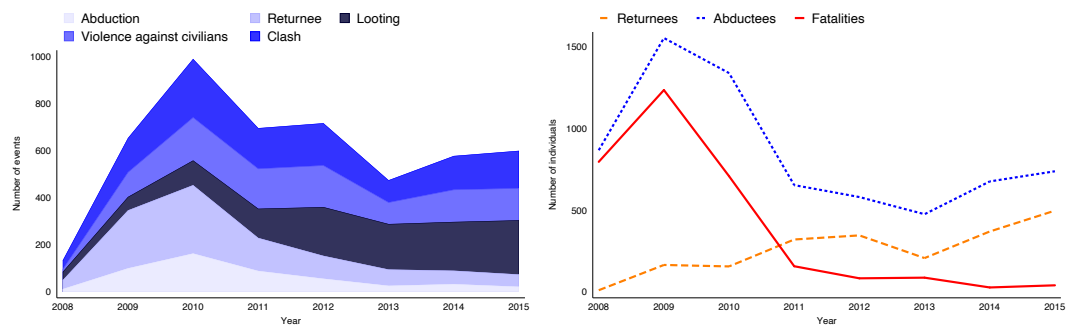 Abduction Returnee Looting
Violence against civilians Clash
Number of events
1000
800
600
400
200
0
2008 2009 2010 2011 2012 2013 2014 2015
Year
Returnees Abductees Fatalities
Number of individuals
1500
1000
500
0
2008 2009 2010 2011 2012 2013 2014 2015
Year